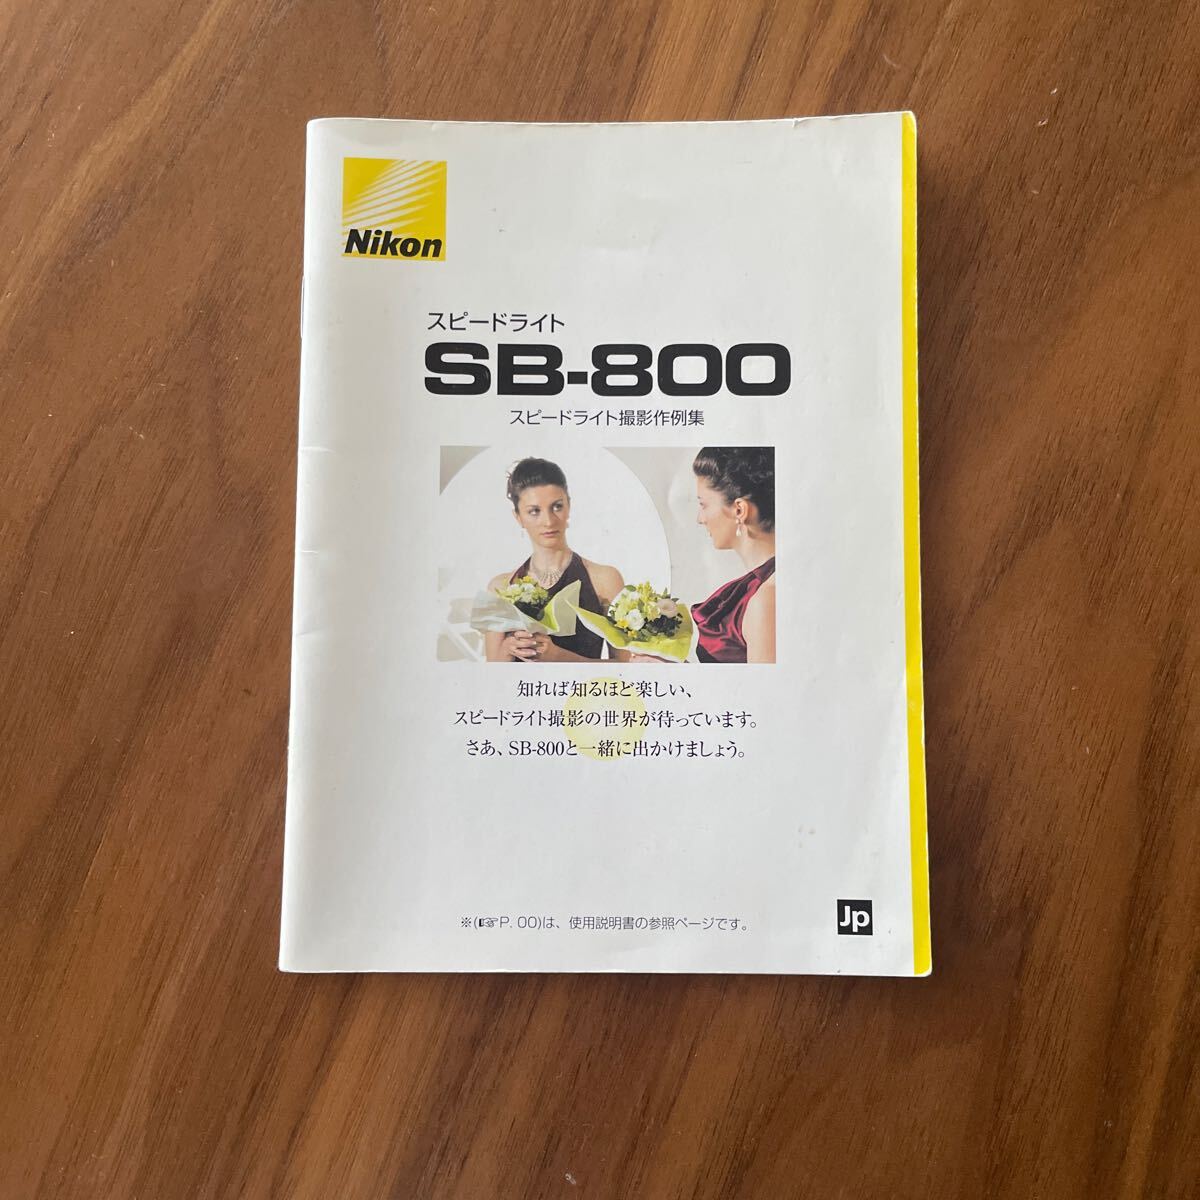 Nikon
スピードライト
SB-800
スピードライト撮影作例集
知れば知るほど楽しい、
スピードライト撮影の世界が待っています。
さあ、SB-800と一緒に出かけましょう。
※(☞P. 00)は、使用説明書の参照ページです。
Jp